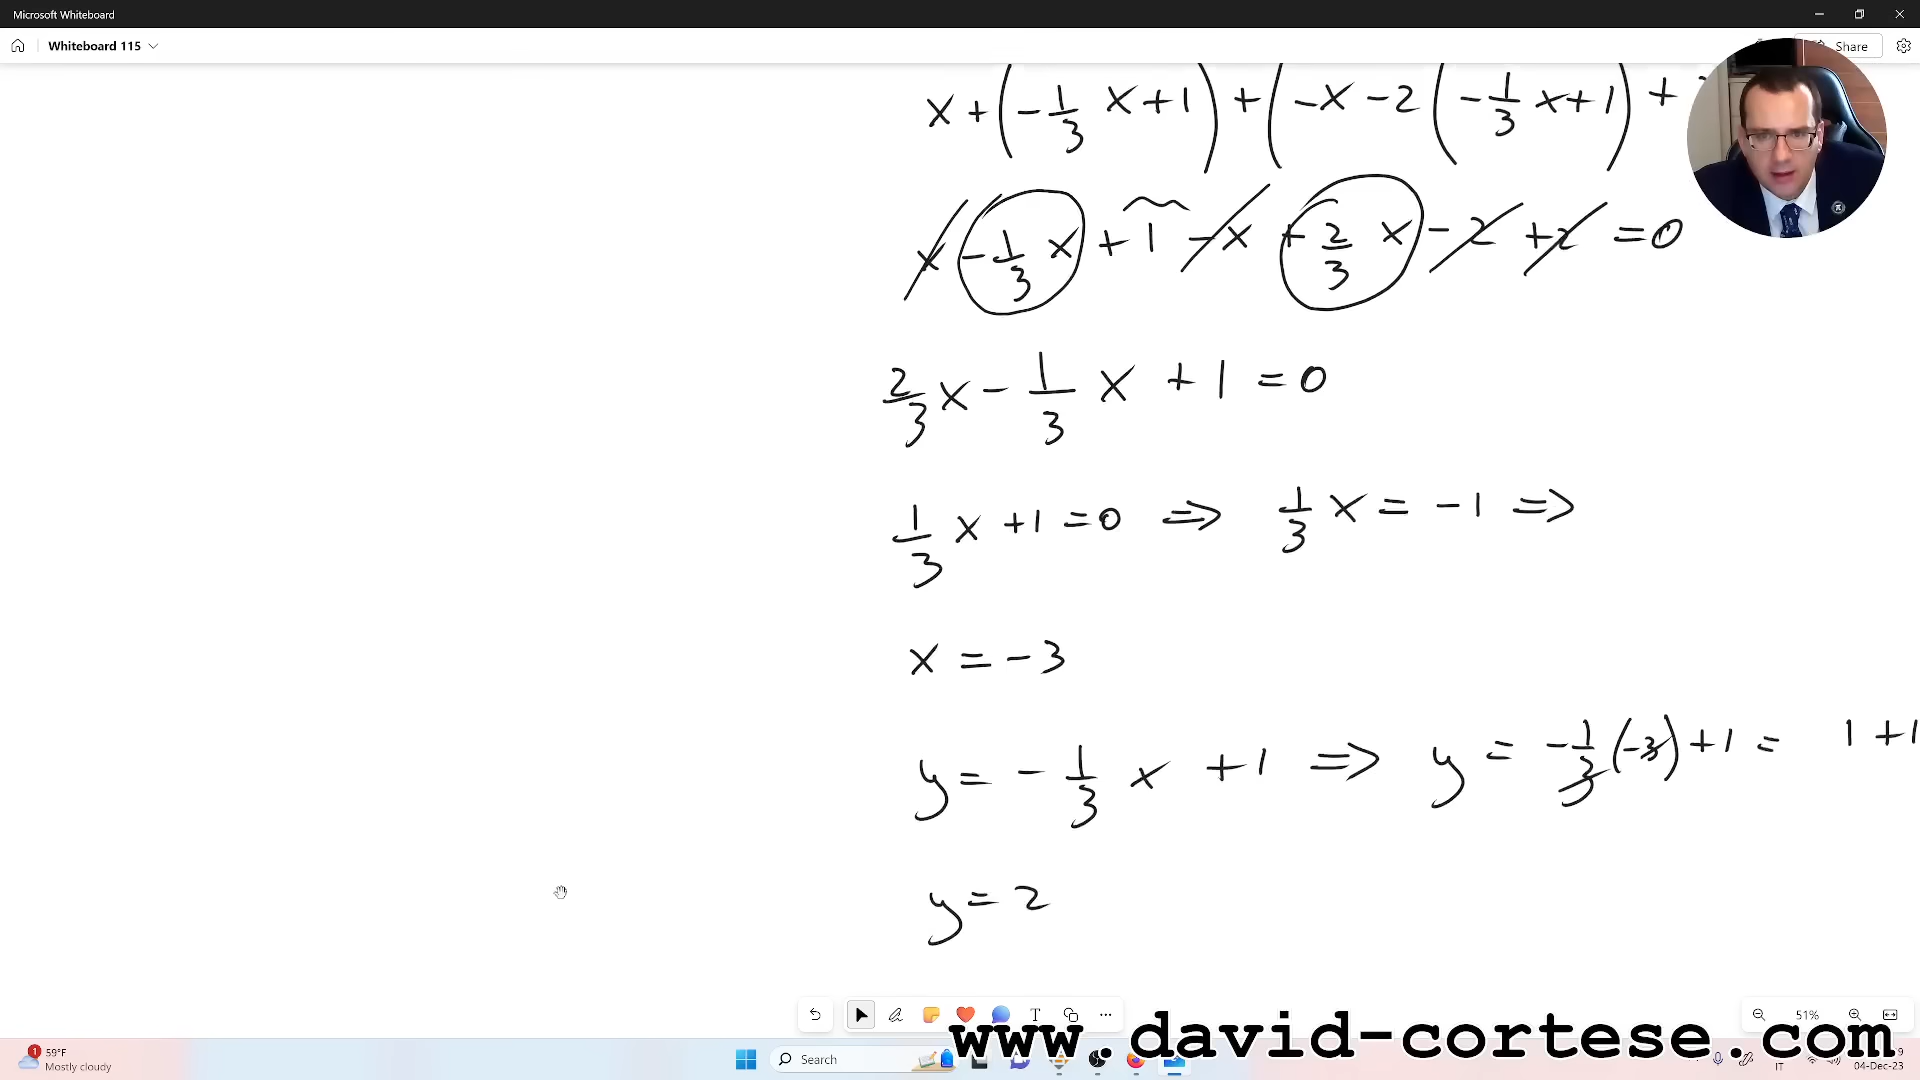 Microsoft Whiteboard
Whiteboard 115
Share
x + (-1/3 x + 1) + (-x - 2 (-1/3 x + 1) +
x - 1/3 x + 1 - x + 2/3 x - 2 + 2 = 0
2/3 x - 1/3 x + 1 = 0
1/3 x + 1 = 0 ⇒ 1/3 x = -1 ⇒
x = -3
y = -1/3 x + 1 ⇒ y = -1/3 (-3) + 1 = 1 + 1
y = 2
51%
www.david-cortese.com
1
59°F
Mostly cloudy
Search
IT
04-Dec-23